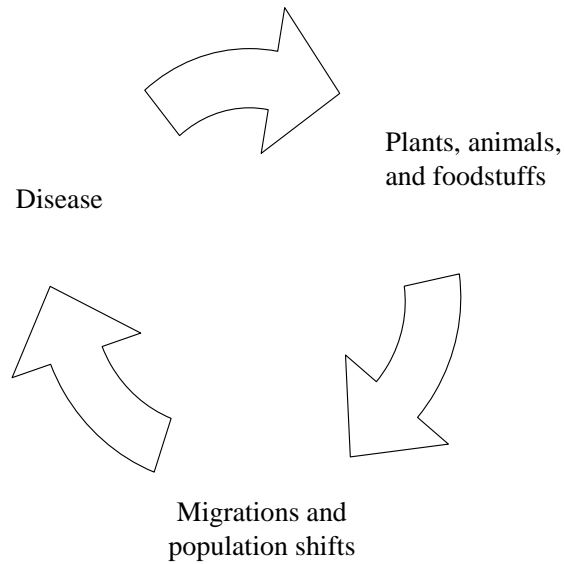 Plants, animals,
and foodstuffs
Disease
Migrations and
population shifts